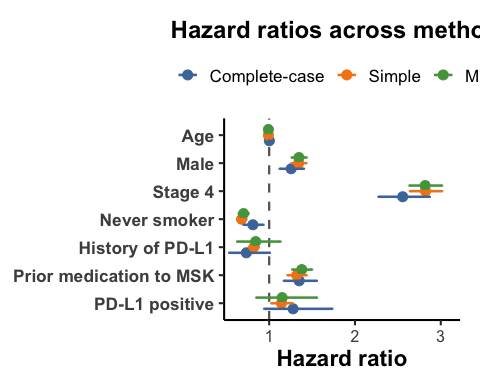 Hazard ratios across metho
Complete-case Simple M
Age
Male
Stage 4
Never smoker
History of PD-L1
Prior medication to MSK
PD-L1 positive
1 2 3
Hazard ratio